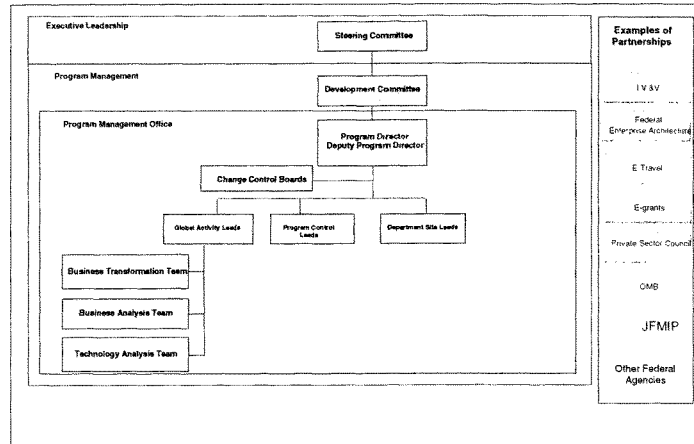 Executive Leadership
Steering Committee
Program Management
Development Committee
Program Management Office
Program Director
Deputy Program Director
Change Control Boards
Global Activity Leads
Program Control
Leads
Department Site Leads
Business Transformation Team
Business Analysis Team
Technology Analysis Team
Examples of
Partnerships
I V &V
Federal
Enterprise Architecture
E Travel
E-grants
Private Sector Council
OMB
JFMIP
Other Federal
Agencies